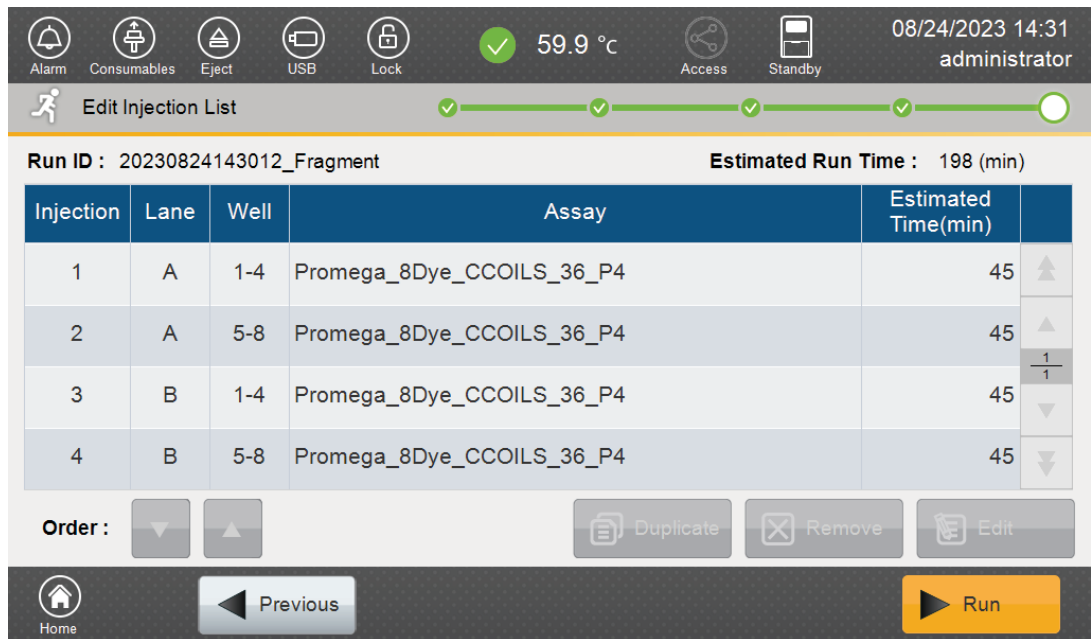 Alarm Consumables Eject USB Lock 59.9 °c Access Standby 08/24/2023 14:31
administrator
Edit Injection List
Run ID : 20230824143012_Fragment Estimated Run Time : 198 (min)
Injection Lane Well Assay Estimated Time(min)
1 A 1-4 Promega_8Dye_CCOILS_36_P4 45
2 A 5-8 Promega_8Dye_CCOILS_36_P4 45
1
1
3 B 1-4 Promega_8Dye_CCOILS_36_P4 45
4 B 5-8 Promega_8Dye_CCOILS_36_P4 45
Order : Duplicate Remove Edit
Home Previous Run